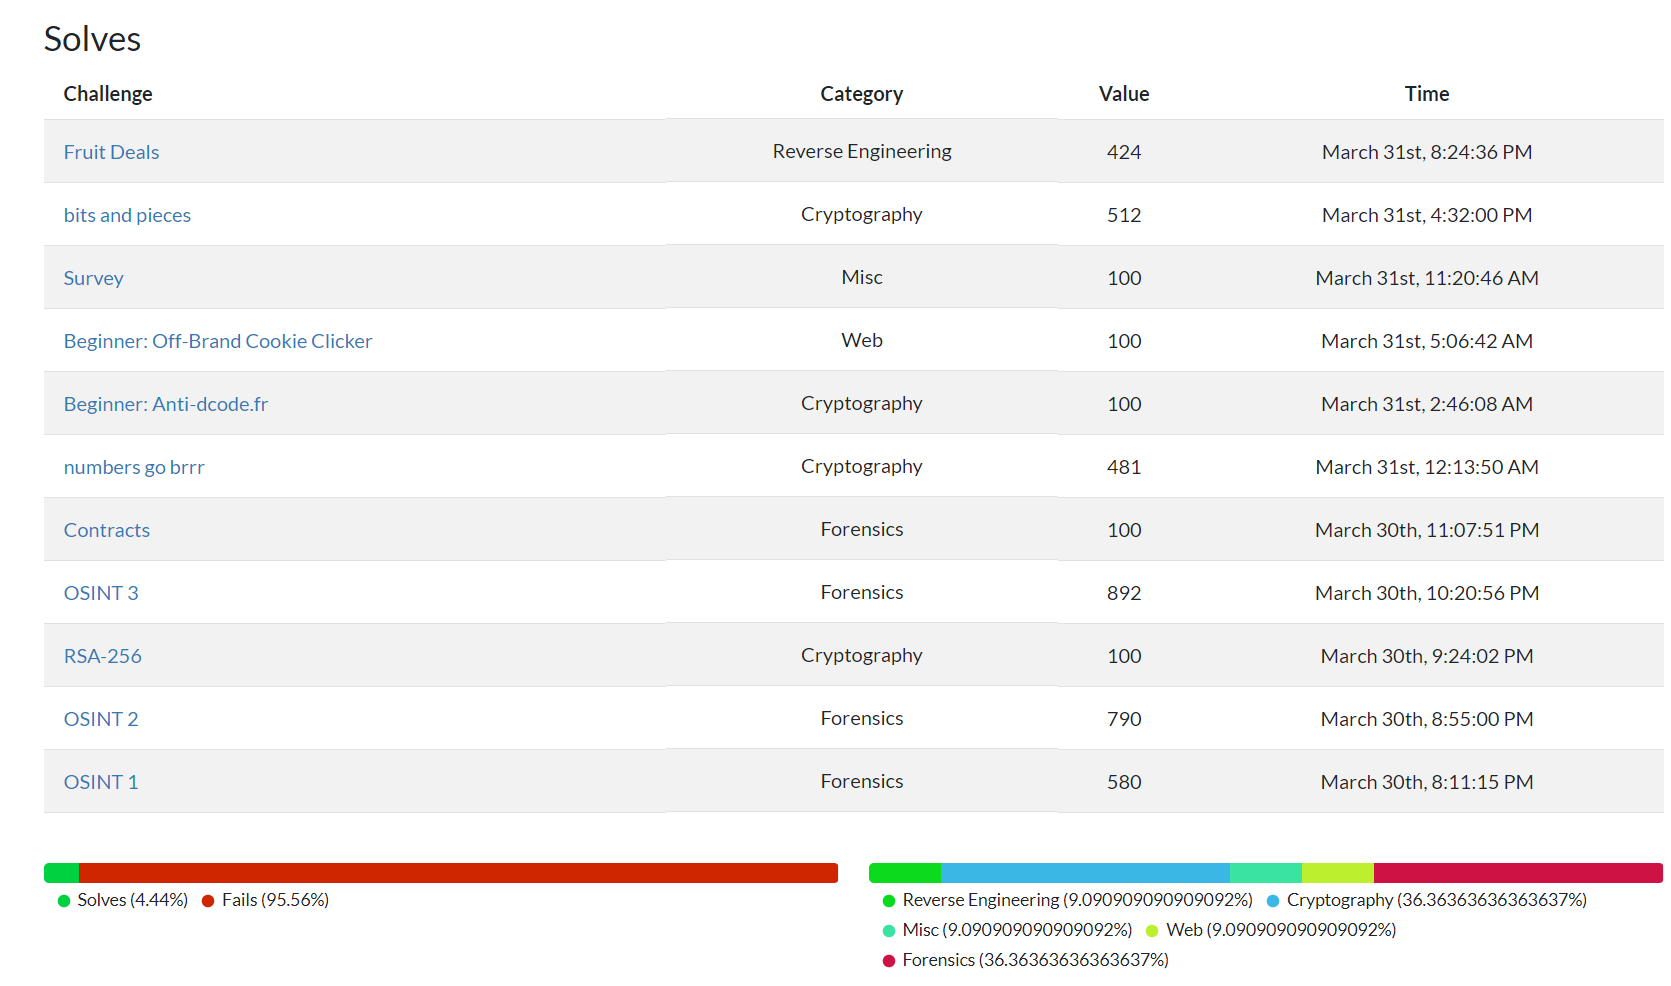 Solves
Challenge Category Value Time
Fruit Deals Reverse Engineering 424 March 31st, 8:24:36 PM
bits and pieces Cryptography 512 March 31st, 4:32:00 PM
Survey Misc 100 March 31st, 11:20:46 AM
Beginner: Off-Brand Cookie Clicker Web 100 March 31st, 5:06:42 AM
Beginner: Anti-dcode.fr Cryptography 100 March 31st, 2:46:08 AM
numbers go brrr Cryptography 481 March 31st, 12:13:50 AM
Contracts Forensics 100 March 30th, 11:07:51 PM
OSINT 3 Forensics 892 March 30th, 10:20:56 PM
RSA-256 Cryptography 100 March 30th, 9:24:02 PM
OSINT 2 Forensics 790 March 30th, 8:55:00 PM
OSINT 1 Forensics 580 March 30th, 8:11:15 PM
Solves (4.44%) Fails (95.56%)
Reverse Engineering (9.090909090909092%) Cryptography (36.36363636363637%)
Misc (9.090909090909092%) Web (9.090909090909092%)
Forensics (36.36363636363637%)